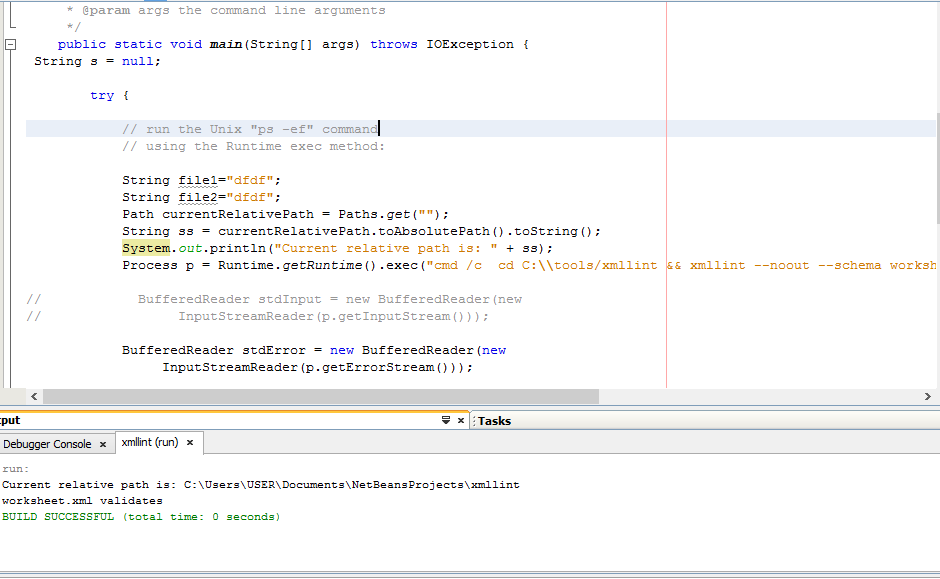 * @param args the command line arguments
*/
public static void main(String[] args) throws IOException {
String s = null;
try {
// run the Unix "ps -ef" command
// using the Runtime exec method:
String file1="dfdf";
String file2="dfdf";
Path currentRelativePath = Paths.get("");
String ss = currentRelativePath.toAbsolutePath().toString();
System.out.println("Current relative path is: " + ss);
Process p = Runtime.getRuntime().exec("cmd /c  cd C:\\tools/xmllint && xmllint --noout --schema worksh
//            BufferedReader stdInput = new BufferedReader(new
//                 InputStreamReader(p.getInputStream()));
BufferedReader stdError = new BufferedReader(new
InputStreamReader(p.getErrorStream()));
put
Tasks
Debugger Console
xmllint (run)
run:
Current relative path is: C:\Users\USER\Documents\NetBeansProjects\xmllint
worksheet.xml validates
BUILD SUCCESSFUL (total time: 0 seconds)